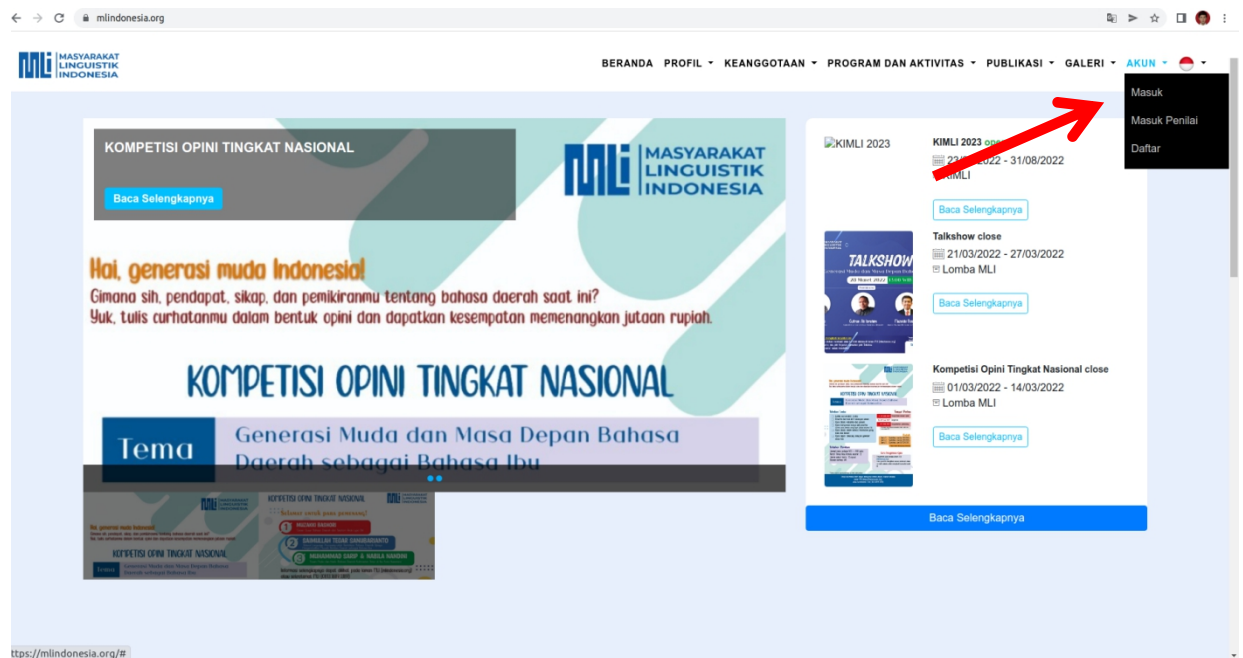 mlindonesia.org
MASYARAKAT
LINGUISTIK
INDONESIA
BERANDA PROFIL KEANGGOTAAN PROGRAM DAN AKTIVITAS PUBLIKASI GALERI AKUN
Masuk
Masuk Penilai
Daftar
KOMPETISI OPINI TINGKAT NASIONAL
Baca Selengkapnya
MLI MASYARAKAT
LINGUISTIK
INDONESIA
Hai, generasi muda Indonesia!
Gimana sih, pendapat, sikap, dan pemikiranmu tentang bahasa daerah saat ini?
Yuk, tulis curhatanmu dalam bentuk opini dan dapatkan kesempatan memenangkan jutaan rupiah.
KOMPETISI OPINI TINGKAT NASIONAL
Tema
Generasi Muda dan Masa Depan Bahasa
Daerah sebagai Bahasa Ibu
KIMLI 2023
KIMLI 2023
2022 - 31/08/2022
Baca Selengkapnya
TALKSHOW
Talkshow close
21/03/2022 - 27/03/2022
Lomba MLI
Baca Selengkapnya
Kompetisi Opini Tingkat Nasional close
01/03/2022 - 14/03/2022
Lomba MLI
Baca Selengkapnya
Baca Selengkapnya
KOMPETISI OPINI TINGKAT NASIONAL
Tema
KOMPETISI OPINI TINGKAT NASIONAL
1
2
3
ttps://mlindonesia.org/#